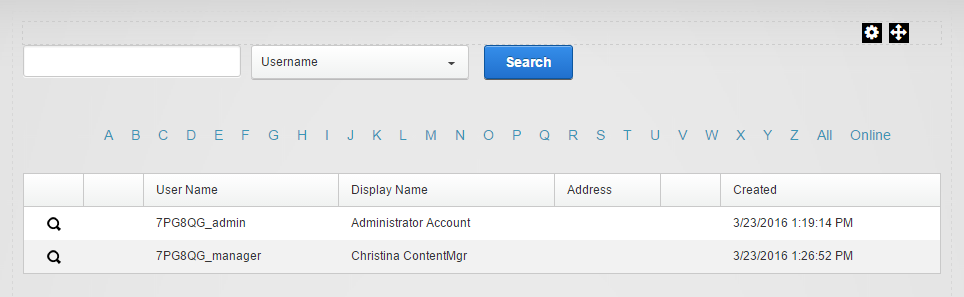 Username Search
A B C D E F G H I J K L M N O P Q R S T U V W X Y Z All Online
User Name Display Name Address Created
7PG8QG_admin Administrator Account 3/23/2016 1:19:14 PM
7PG8QG_manager Christina ContentMgr 3/23/2016 1:26:52 PM